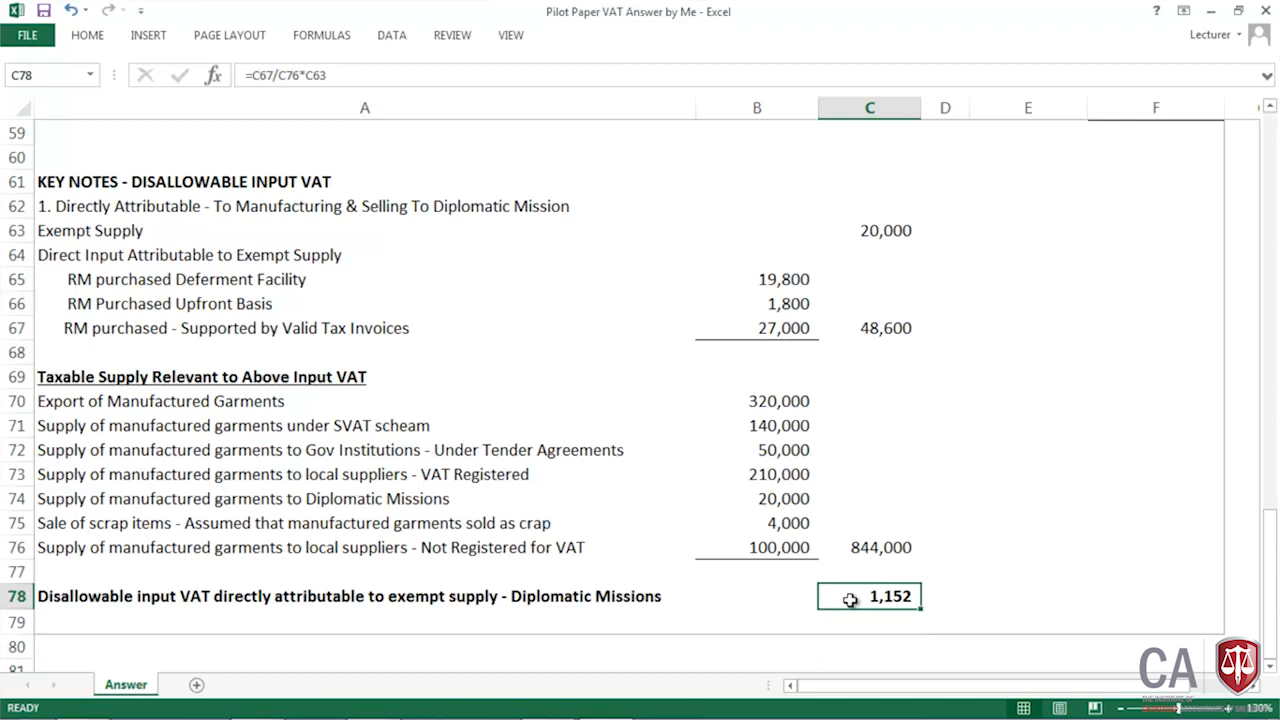 Pilot Paper VAT Answer by Me - Excel
FILE HOME INSERT PAGE LAYOUT FORMULAS DATA REVIEW VIEW Lecturer
C78 fx =C67/C76*C63
A B C D E F
59
60
61 KEY NOTES - DISALLOWABLE INPUT VAT
62 1. Directly Attributable - To Manufacturing & Selling To Diplomatic Mission
63 Exempt Supply 20,000
64 Direct Input Attributable to Exempt Supply
65 RM purchased Deferment Facility 19,800
66 RM Purchased Upfront Basis 1,800
67 RM purchased - Supported by Valid Tax Invoices 27,000 48,600
68
69 Taxable Supply Relevant to Above Input VAT
70 Export of Manufactured Garments 320,000
71 Supply of manufactured garments under SVAT scheam 140,000
72 Supply of manufactured garments to Gov Institutions - Under Tender Agreements 50,000
73 Supply of manufactured garments to local suppliers - VAT Registered 210,000
74 Supply of manufactured garments to Diplomatic Missions 20,000
75 Sale of scrap items - Assumed that manufactured garments sold as crap 4,000
76 Supply of manufactured garments to local suppliers - Not Registered for VAT 100,000 844,000
77
78 Disallowable input VAT directly attributable to exempt supply - Diplomatic Missions 1,152
79
80
81
CA
Answer
READY 130%